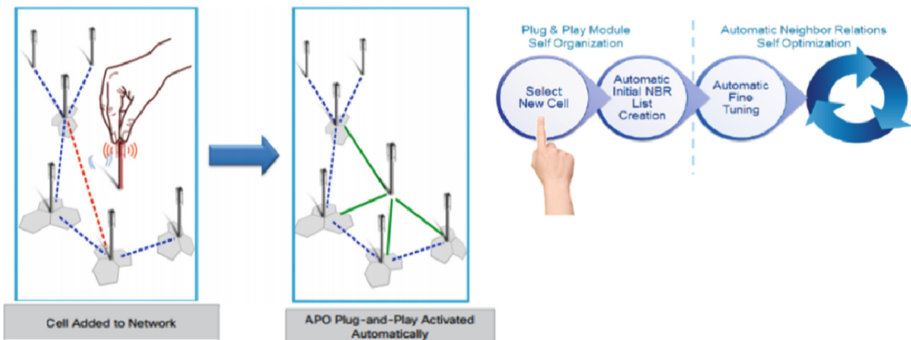 Plug & Play Module
Self Organization
Automatic Neighbor Relations
Self Optimization
Select
New Cell
Automatic
Initial NBR
List
Creation
Automatic
Fine
Tuning
Cell Added to Network
APO Plug-and-Play Activated
Automatically